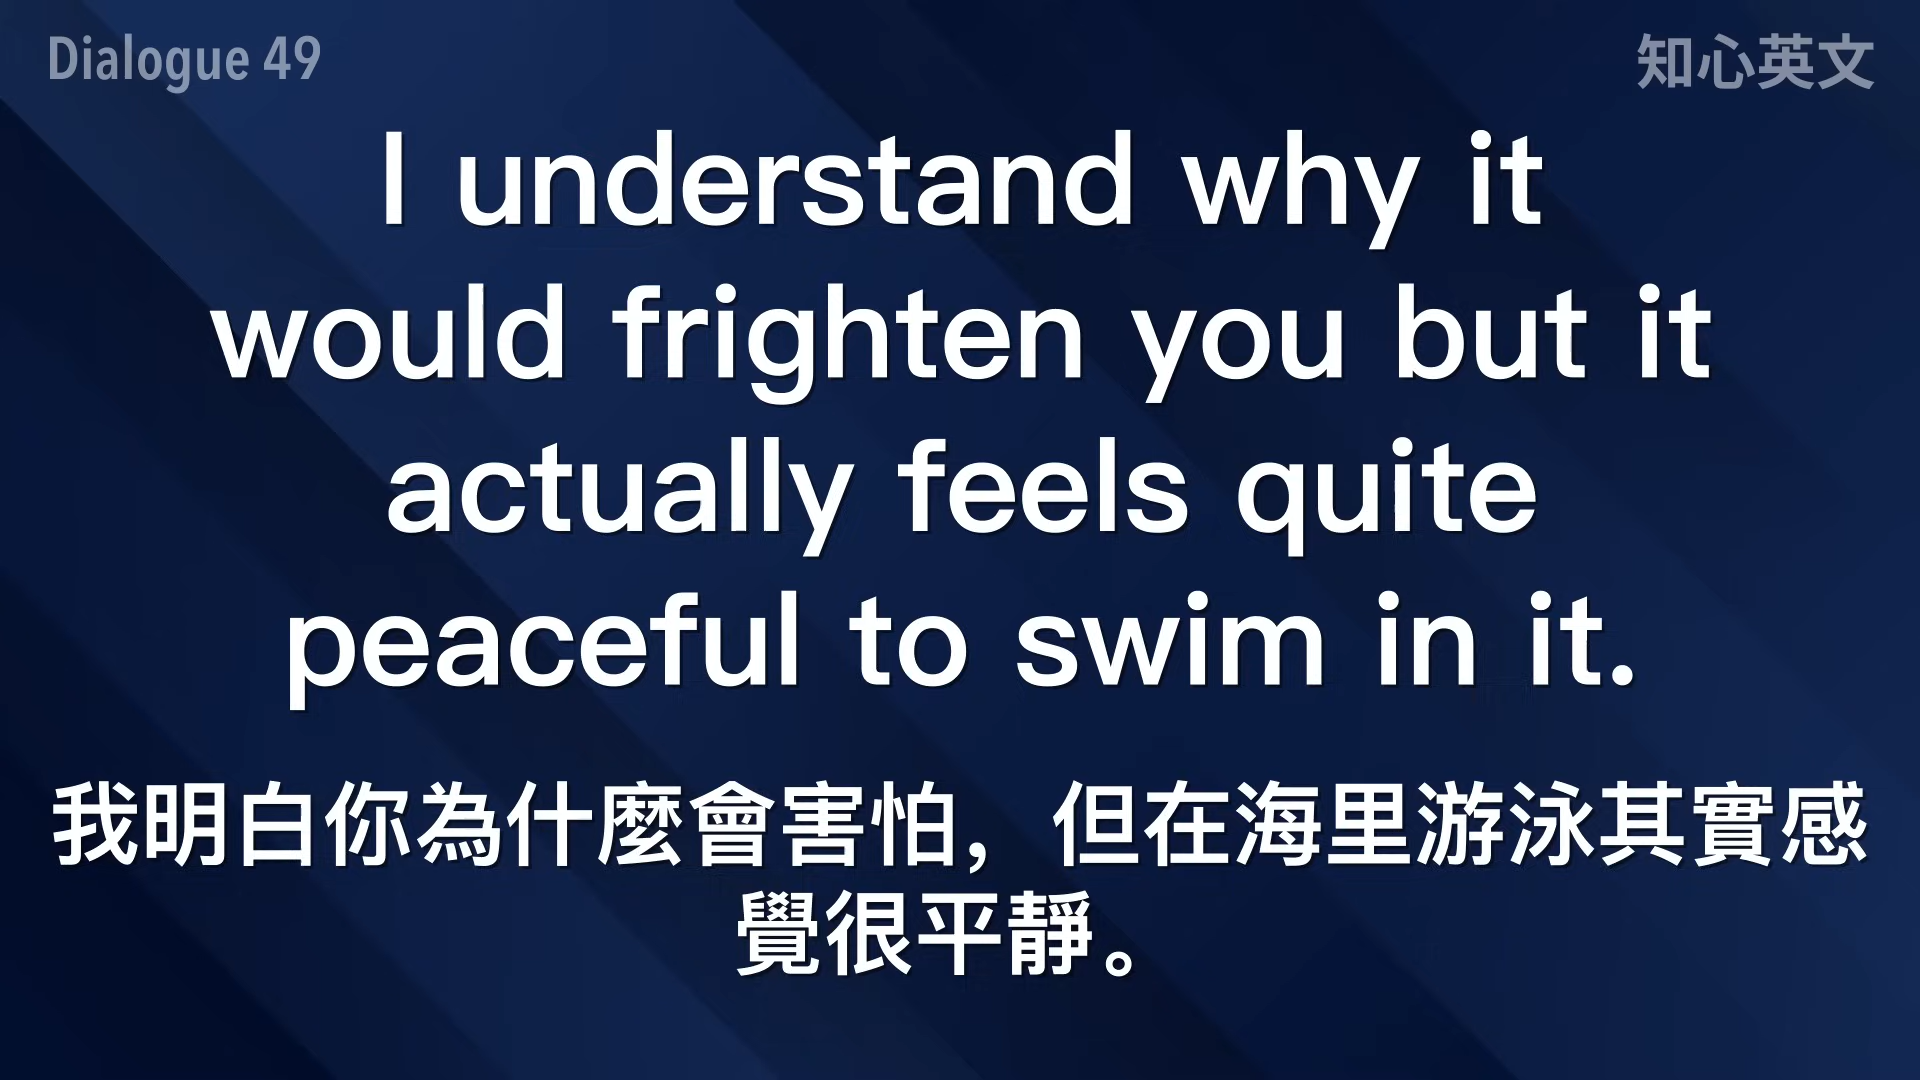 Dialogue 49
知心英文
I understand why it
would frighten you but it
actually feels quite
peaceful to swim in it.
我明白你為什麼會害怕，但在海里游泳其實感
覺很平靜。